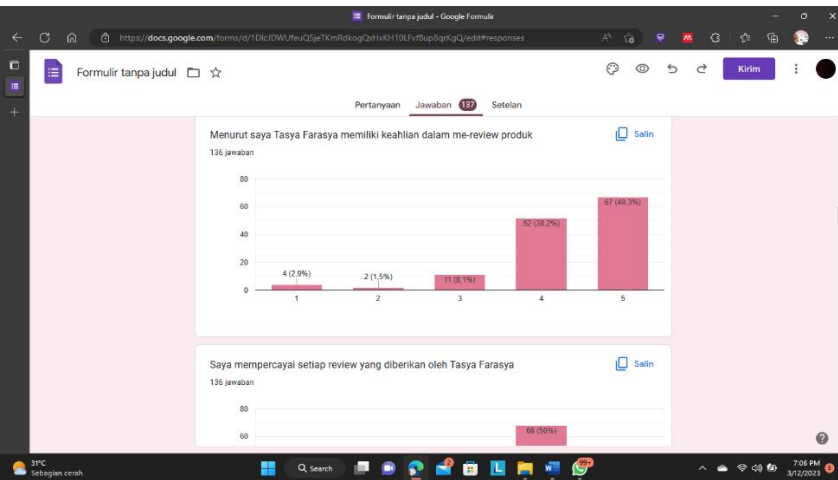 Formulir tanpa judul - Google Formulir
https://docs.google.com/forms/d/1DIcJDWUfeuQ5jeTKmRdkogQxHxKH10LFvf8up8qrKgQ/edit#responses
Formulir tanpa judul
Kirim
Pertanyaan Jawaban 137 Setelan
Menurut saya Tasya Farasya memiliki keahlian dalam me-review produk
Salin
136 jawaban
80
60
40
20
0
4 (2,9%)
2 (1,5%)
11 (8,1%)
52 (38,2%)
67 (49,3%)
1 2 3 4 5
Saya mempercayai setiap review yang diberikan oleh Tasya Farasya
Salin
136 jawaban
80
60
68 (50%)
31°C
Sebagian cerah
Search
99+
7:06 PM
3/12/2023